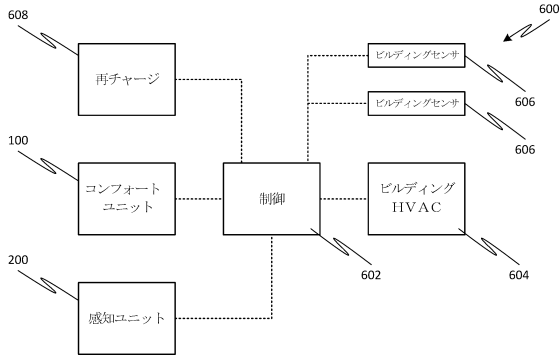 608
600
再チャージ
ビルディングセンサ
606
ビルディングセンサ
606
100
コンフォート
ユニット
制御
ビルディング
HVAC
602
604
200
感知ユニット